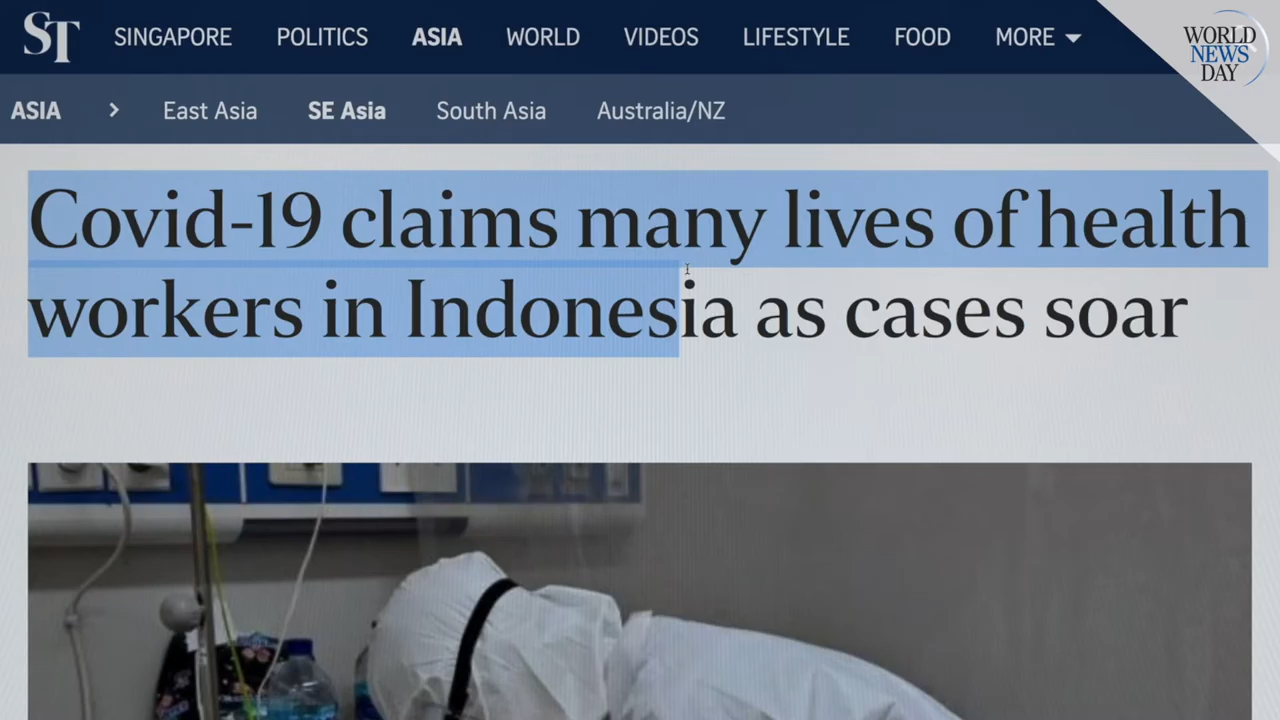 ST SINGAPORE POLITICS ASIA WORLD VIDEOS LIFESTYLE FOOD MORE
WORLD
NEWS
DAY
ASIA > East Asia SE Asia South Asia Australia/NZ
Covid-19 claims many lives of health
workers in Indonesia as cases soar